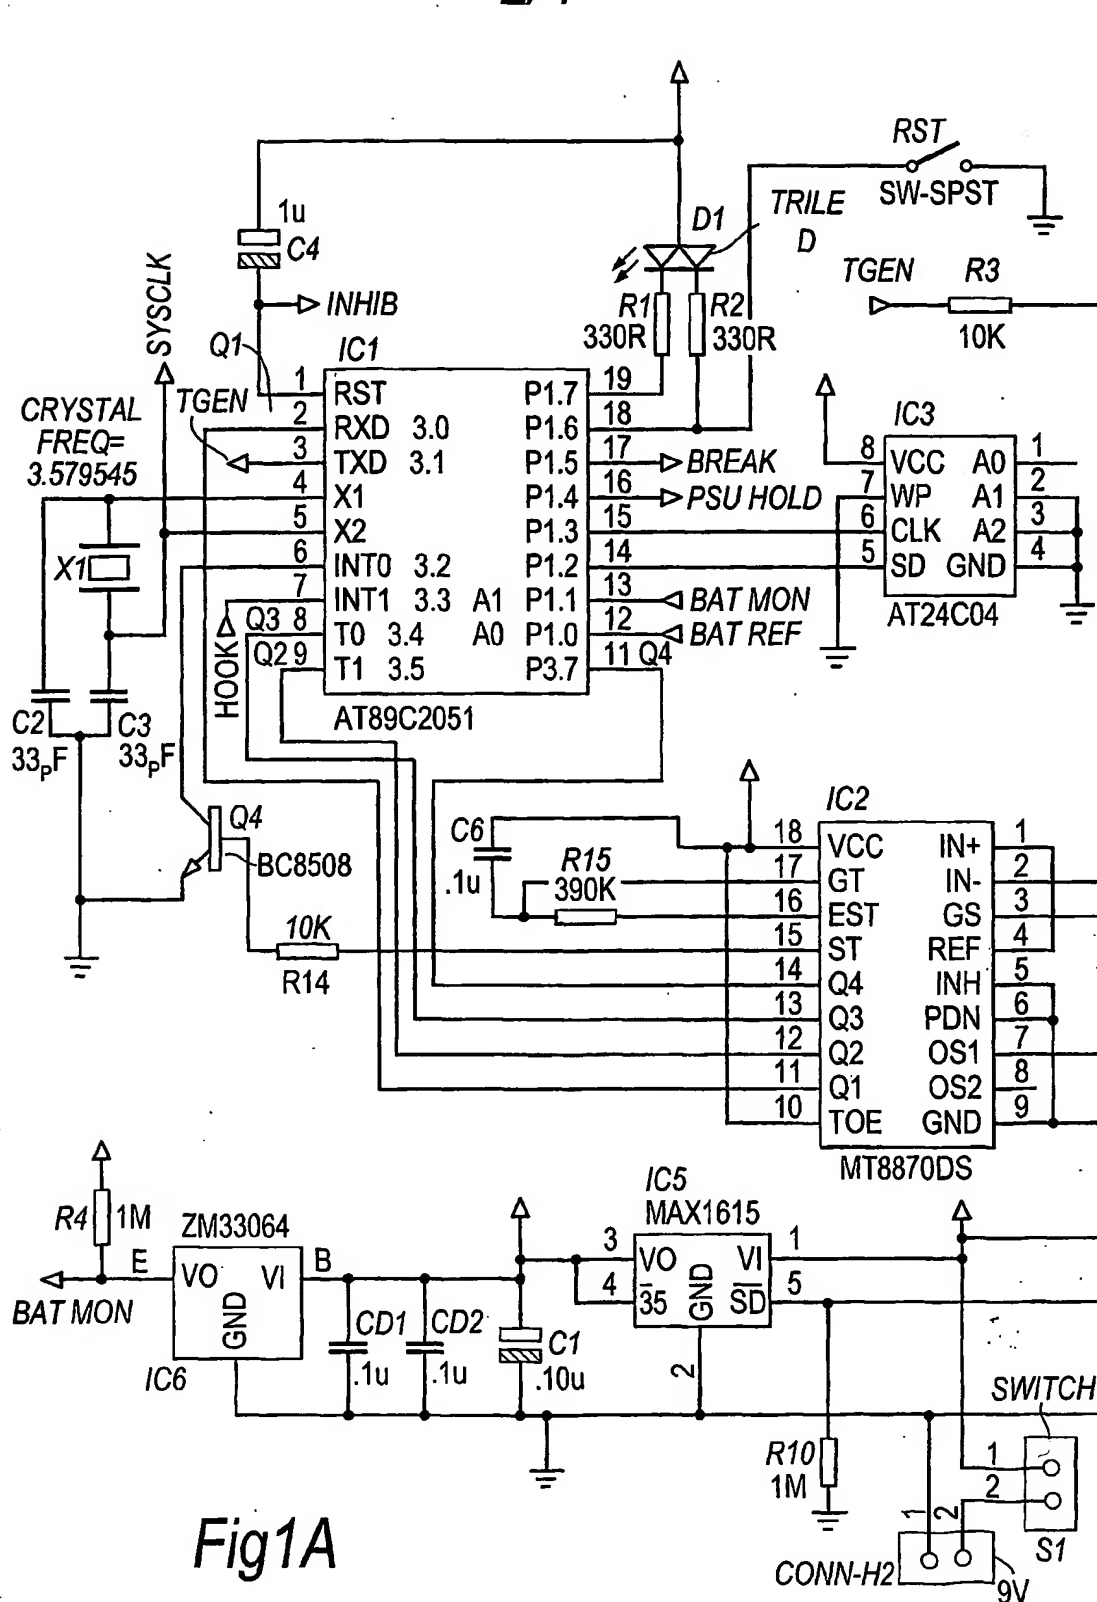 RST
SW-SPST
1u
C4
D1
TRILE
D
SYSCLK
INHIB
R1
330R
R2
330R
TGEN
R3
10K
Q1
IC1
CRYSTAL
FREQ=
3.579545
TGEN
1 RST P1.7 19
2 RXD 3.0 P1.6 18
3 TXD 3.1 P1.5 17 BREAK
4 X1 P1.4 16 PSU HOLD
5 X2 P1.3 15
6 INT0 3.2 P1.2 14
7 INT1 3.3 A1 P1.1 13 BAT MON
Q3 8 T0 3.4 A0 P1.0 12 BAT REF
Q2 9 T1 3.5 P3.7 11 Q4
AT89C2051
X1
HOOK
C2
33PF
C3
33PF
IC3
8 VCC A0 1
7 WP A1 2
6 CLK A2 3
5 SD GND 4
AT24C04
Q4
BC8508
10K
R14
C6
.1u
R15
390K
IC2
18 VCC IN+ 1
17 GT IN- 2
16 EST GS 3
15 ST REF 4
14 Q4 INH 5
13 Q3 PDN 6
12 Q2 OS1 7
11 Q1 OS2 8
10 TOE GND 9
MT8870DS
R4 1M
ZM33064
E VO VI B
GND
BAT MON
IC6
CD1
.1u
CD2
.1u
C1
.10u
IC5
MAX1615
3 VO VI 1
4 35 SD 5
GND
2
R10
1M
SWITCH
1
2
S1
1 2
CONN-H2
9V
Fig1A